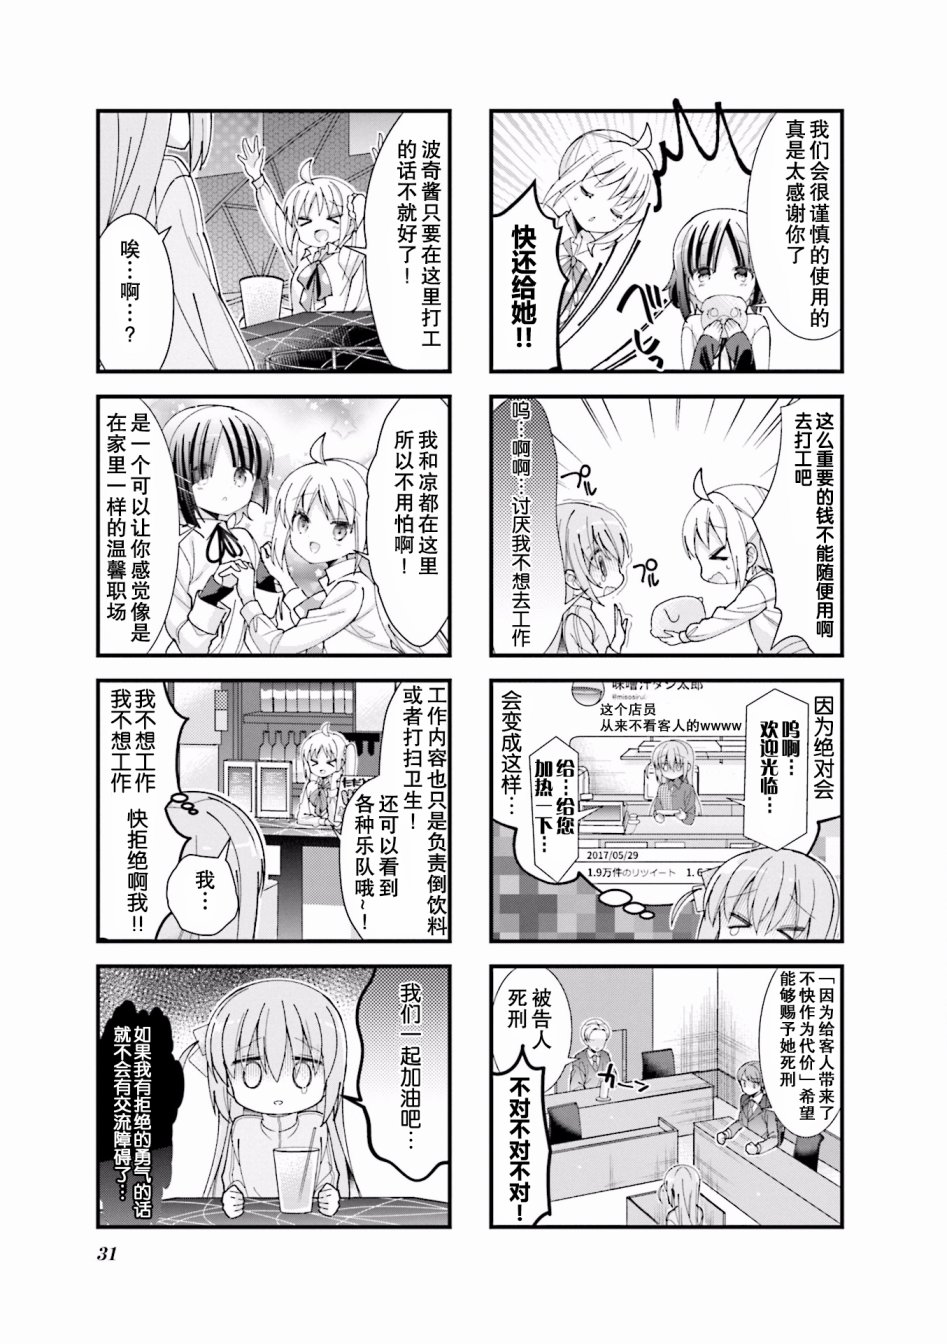 我们会很谨慎的使用的
真是太感谢你了
快还给她!!
这么重要的钱不能随便用啊
去打工吧
プル
プル
呜…啊啊…讨厌我不想去工作
因为绝对会
会变成这样…
味噌汁タシ太郎
@misosiru
这个店员
从来不看客人的wwww
呜啊…
欢迎光临…
给…给您
加热一下…
2017/05/29
1.9万件のリツイート 1.6
「因为给客人带来了
不快作为代价」希望
能够赐予她死刑
被告人
死刑
不对不对不对!
波奇酱只要在这里打工
的话不就好了!
唉…啊…
…?
我和凉都在这里
所以不用怕啊!
是一个可以让你感觉像是
在家里一样的温馨职场
工作内容也只是负责倒饮料
或者打扫卫生!
还可以看到
各种乐队哦~!
我…
我不想工作
我不想工作
快拒绝啊我!!
我们一起加油吧…
如果我有拒绝的勇气的话
就不会有交流障碍了…
31